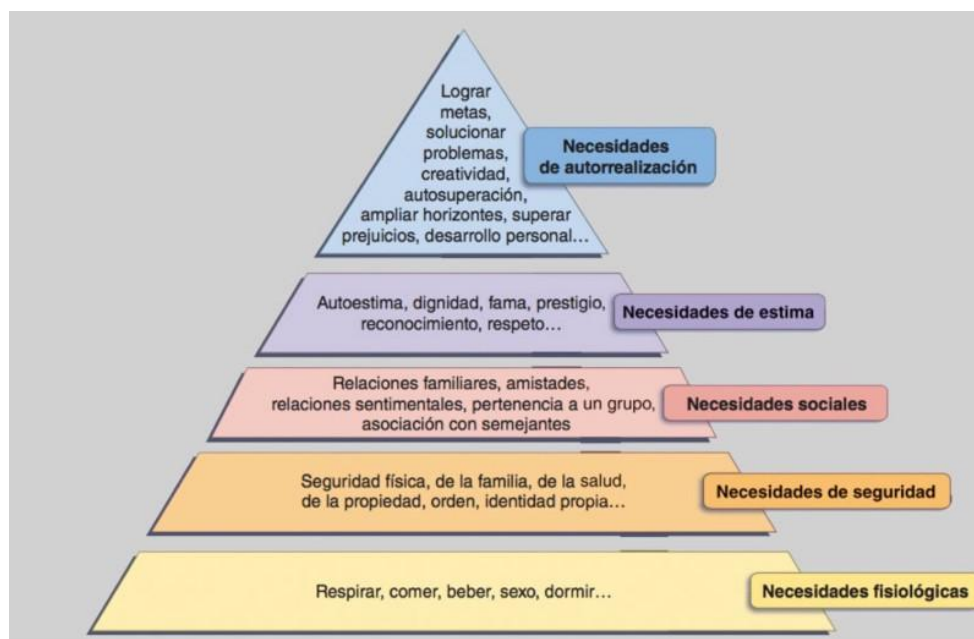 Lograr
metas,
solucionar
problemas,
creatividad,
autosuperación,
ampliar horizontes, superar
prejuicios, desarrollo personal...
Necesidades
de autorrealización
Autoestima, dignidad, fama, prestigio,
reconocimiento, respeto...
Necesidades de estima
Relaciones familiares, amistades,
relaciones sentimentales, pertenencia a un grupo,
asociación con semejantes
Necesidades sociales
Seguridad física, de la familia, de la salud,
de la propiedad, orden, identidad propia...
Necesidades de seguridad
Respirar, comer, beber, sexo, dormir...
Necesidades fisiológicas